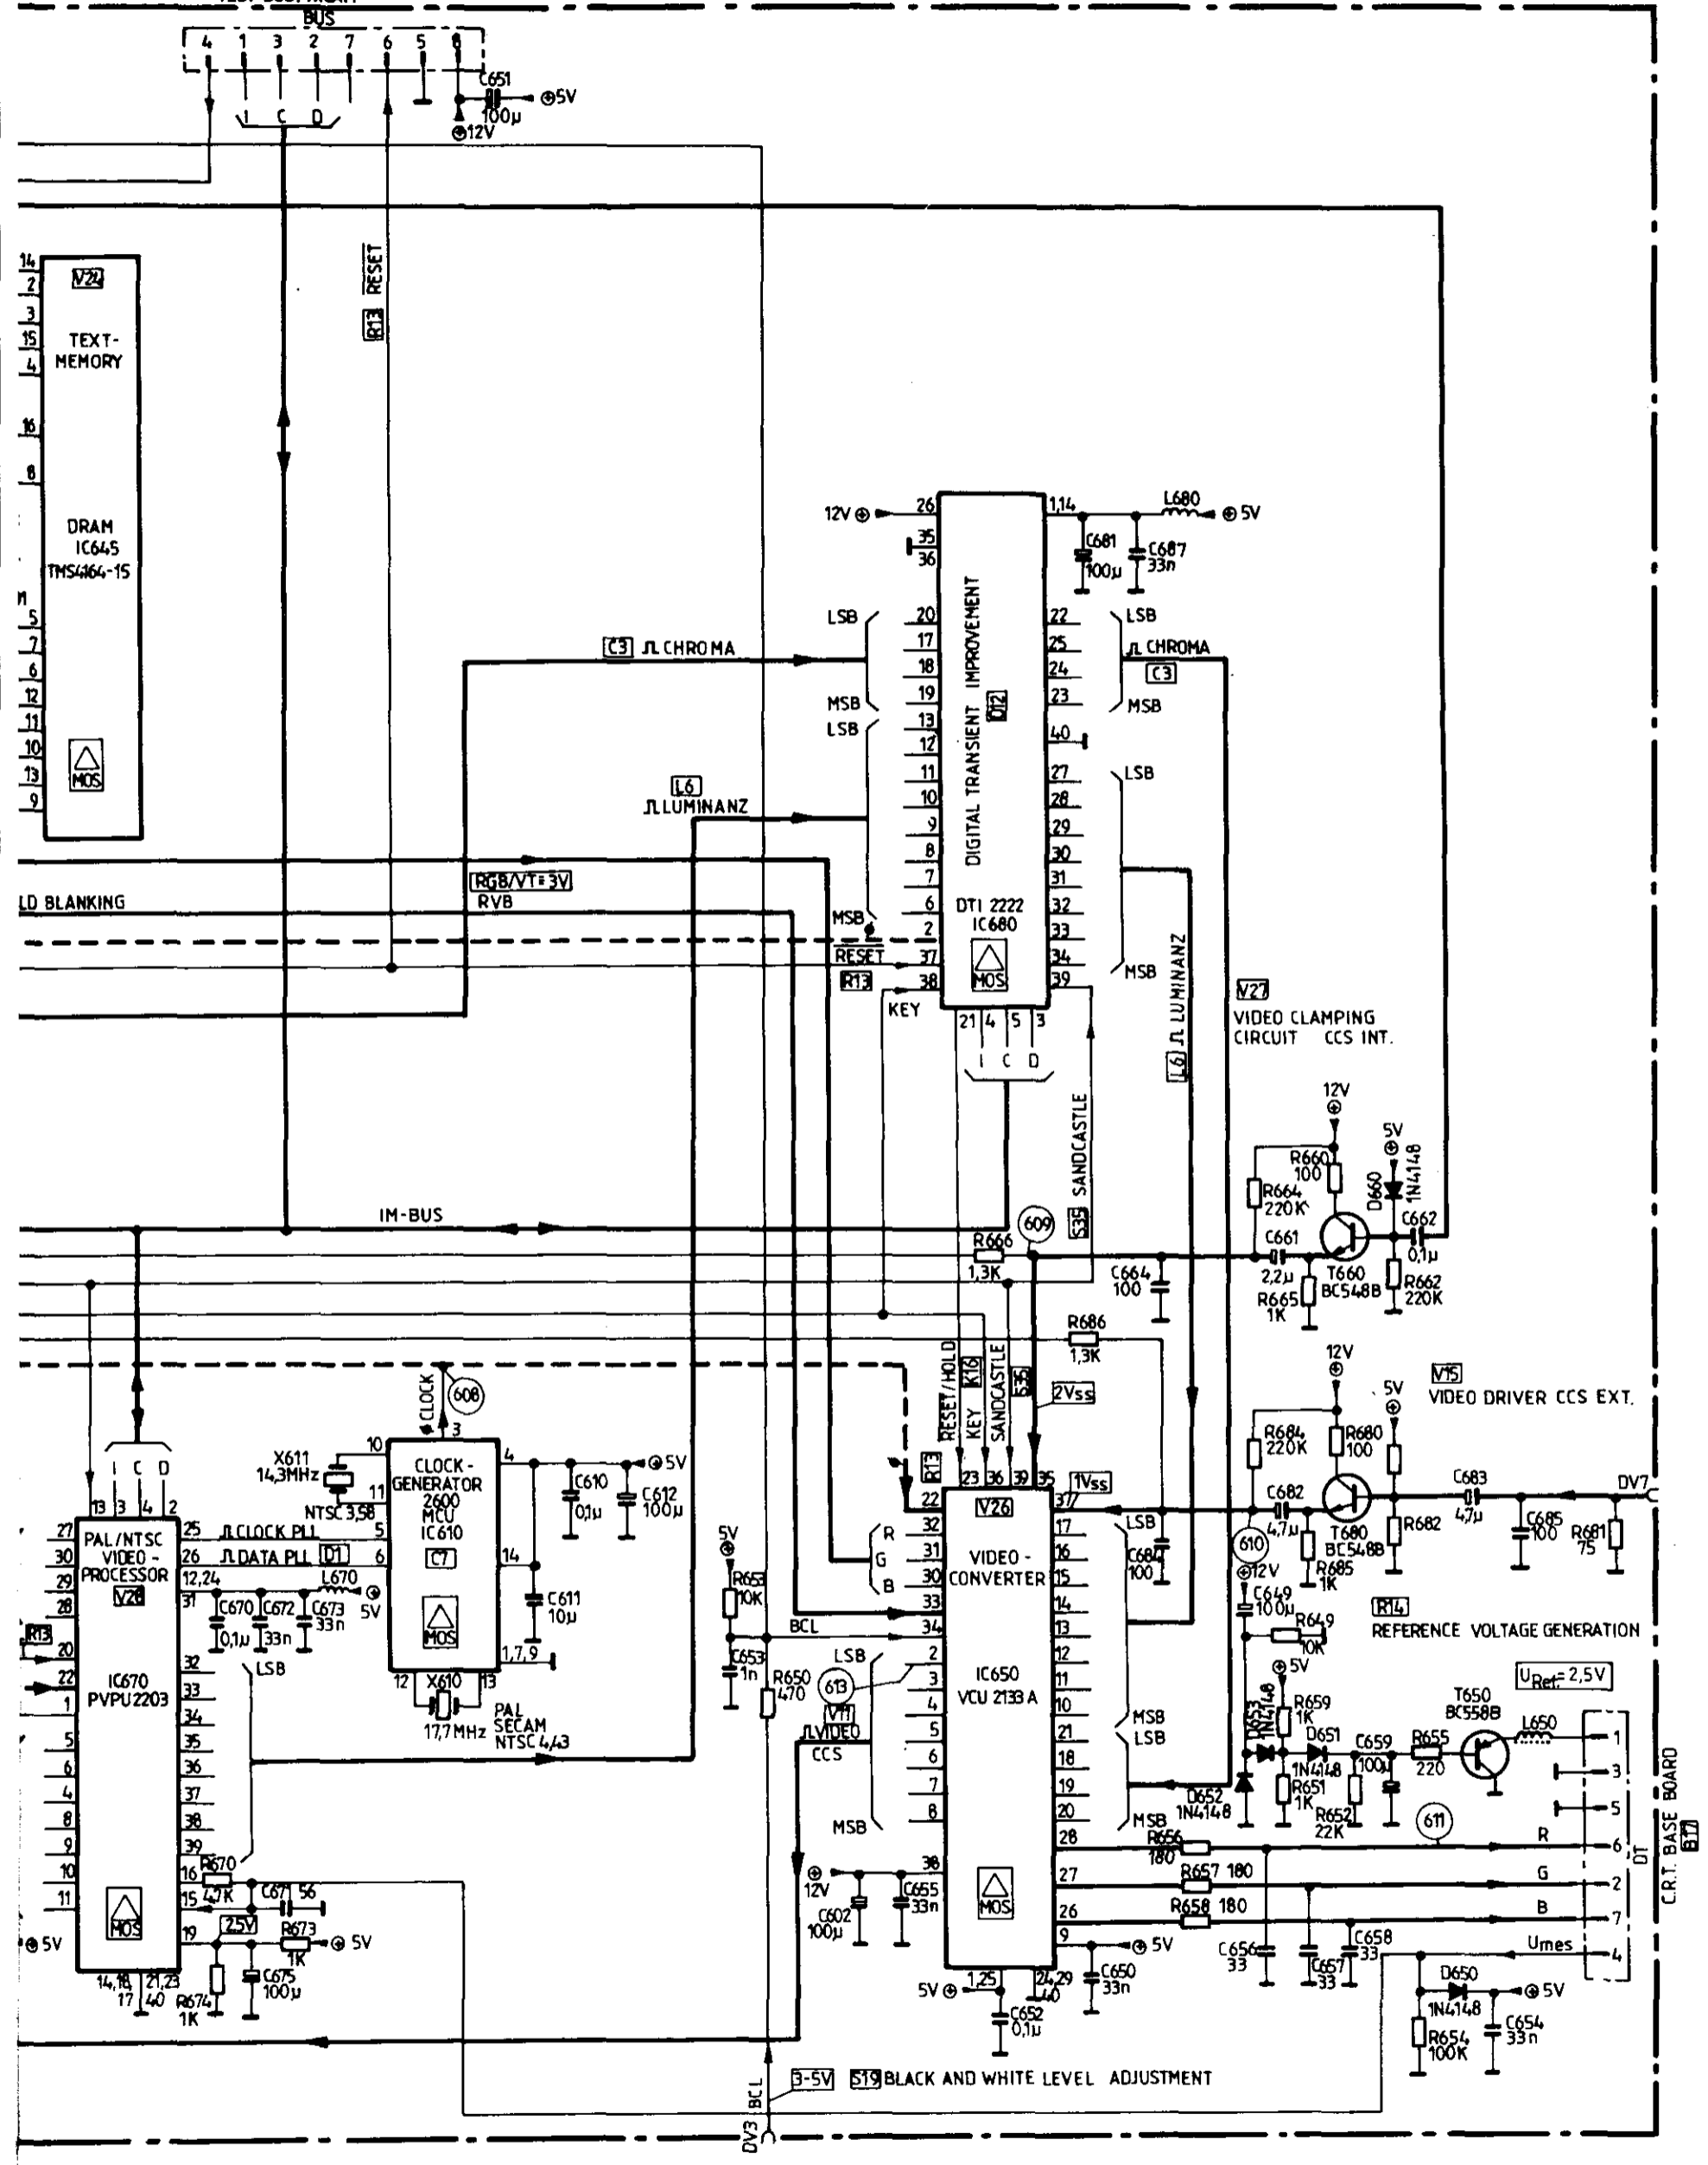 BUS
4 1 3 2 7 6 5 8
I C D
C651
100µ
⊕5V
⊕12V
R13 RESET
14
2
3
15
4
16
8
5
7
6
12
11
10
13
9
V24
TEXT-
MEMORY
DRAM
IC645
TMS4164-15
MOS
12V ⊕
26
35
36
20
17
18
19
13
12
11
10
9
8
7
6
2
37
38
1,14
22
25
24
23
40
27
28
29
30
31
32
33
34
39
L680
⊕ 5V
C681
100µ
C687
33n
DIGITAL TRANSIENT IMPROVEMENT
D12
DTI 2222
IC680
MOS
LSB
MSB
LSB
MSB
LSB
MSB
LSB
MSB
C3 CHROMA
CHROMA
C3
L6
LUMINANZ
L6 LUMINANZ
RGB/VT=3V
RVB
LD BLANKING
RESET
R13
KEY
21 4 5 3
I C D
S35 SANDCASTLE
V27
VIDEO CLAMPING
CIRCUIT CCS INT.
12V
⊕
5V
⊕
R660
100
D660
1N4148
R664
220K
C662
0,1µ
C661
2,2µ
T660
BC548B
R662
220K
R665
1K
C664
100
IM-BUS
R666
1,3K
609
R686
1,3K
608
CLOCK
RESET/HOLD
KEY K16
SANDCASTLE S35
2Vss
1Vss
R13
12V
⊕
5V
⊕
V15
VIDEO DRIVER CCS EXT.
R684
220K
R680
100
C682
4,7µ
T680
BC548B
R685
1K
R682
C683
4,7µ
C685
100
R681
75
DV7
C684
100
610
X611
14,3MHz
NTSC 3,58
10
11
5
6
3
4
14
1,7,9
12
13
CLOCK-
GENERATOR
2600
MCU
IC610
C7
MOS
C610
0,1µ
C612
100µ
⊕ 5V
C611
10µ
X610
17,7MHz
PAL
SECAM
NTSC 4,43
I C D
13 3 4 2
27
30
29
28
R13
20
22
1
5
6
4
8
9
10
11
PAL/NTSC
VIDEO-
PROCESSOR
V28
IC670
PVPU 2203
MOS
25
CLOCK PLL
26
DATA PLL D1
12,24
31
L670
⊕
5V
C670
0,1µ
C672
33n
C673
33n
32
33
34
35
36
37
38
39
16
15
19
LSB
R670
4,7K
C671 56
2,5V
R673
1K
⊕ 5V
⊕ 5V
14,18,
17
21,23
40
R674
1K
C675
100µ
5V
⊕
R653
10K
BCL
C653
1n
R650
470
613
V11
VIDEO
CCS
22
32
31
30
33
34
2
3
4
5
6
7
8
38
R
G
B
LSB
MSB
23 36 39 35
V26
VIDEO-
CONVERTER
IC650
VCU 2133 A
MOS
37
17
16
15
14
13
12
11
10
21
18
19
20
28
27
26
9
LSB
MSB
LSB
MSB
⊕
12V
C602
100µ
C655
33n
1,25
24,29
40
5V ⊕
C652
0,1µ
C650
33n
⊕ 5V
⊕12V
C649
100µ
R649
10K
R14
REFERENCE VOLTAGE GENERATION
⊕
5V
D653
1N4148
R659
1K
D651
1N4148
C659
100µ
R655
220
T650
BC558B
L650
URef.= 2,5V
D652
1N4148
R651
1K
R652
22K
611
R656
180
R657 180
R658 180
R
G
B
Umes
C656
33
C657
33
C658
33
D650
1N4148
⊕ 5V
R654
100K
C654
33n
1
3
5
6
2
7
4
DT
C.R.T. BASE BOARD
B17
DV3 BCL
3-5V
S19 BLACK AND WHITE LEVEL ADJUSTMENT